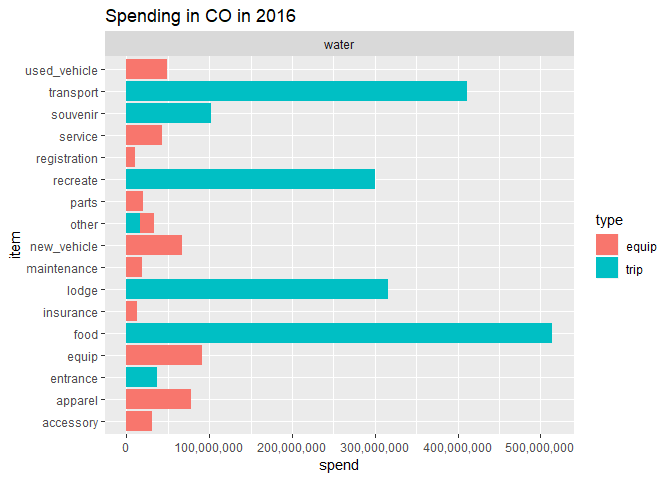 Spending in CO in 2016
water
used_vehicle
transport
souvenir
service
registration
recreate
parts
other
new_vehicle
maintenance
lodge
insurance
food
equip
entrance
apparel
accessory
item
0 100,000,000 200,000,000 300,000,000 400,000,000 500,000,000
spend
type
equip
trip